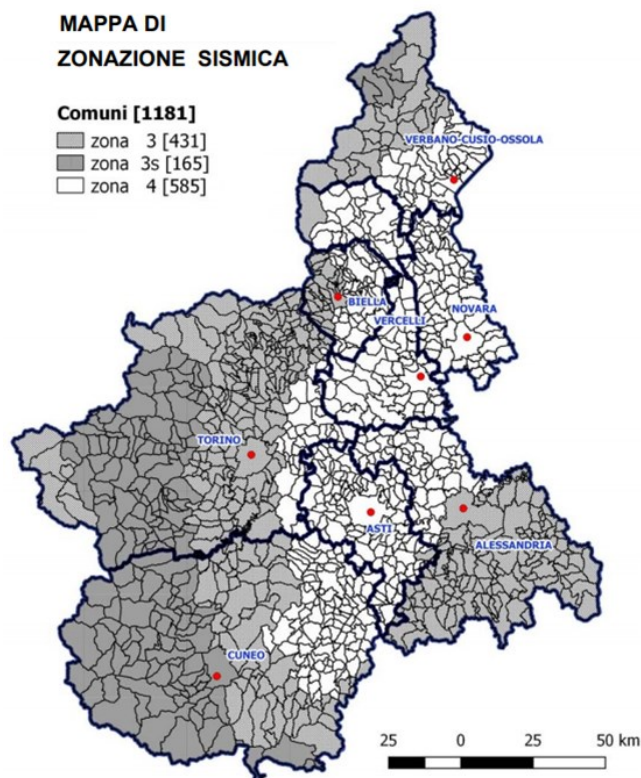 MAPPA DI
ZONAZIONE SISMICA
Comuni [1181]
zona 3 [431]
zona 3s [165]
zona 4 [585]
VERBANO-CUSIO-OSSOLA
BIELLA
VERCELLI
NOVARA
TORINO
ASTI
ALESSANDRIA
CUNEO
25 0 25 50 km